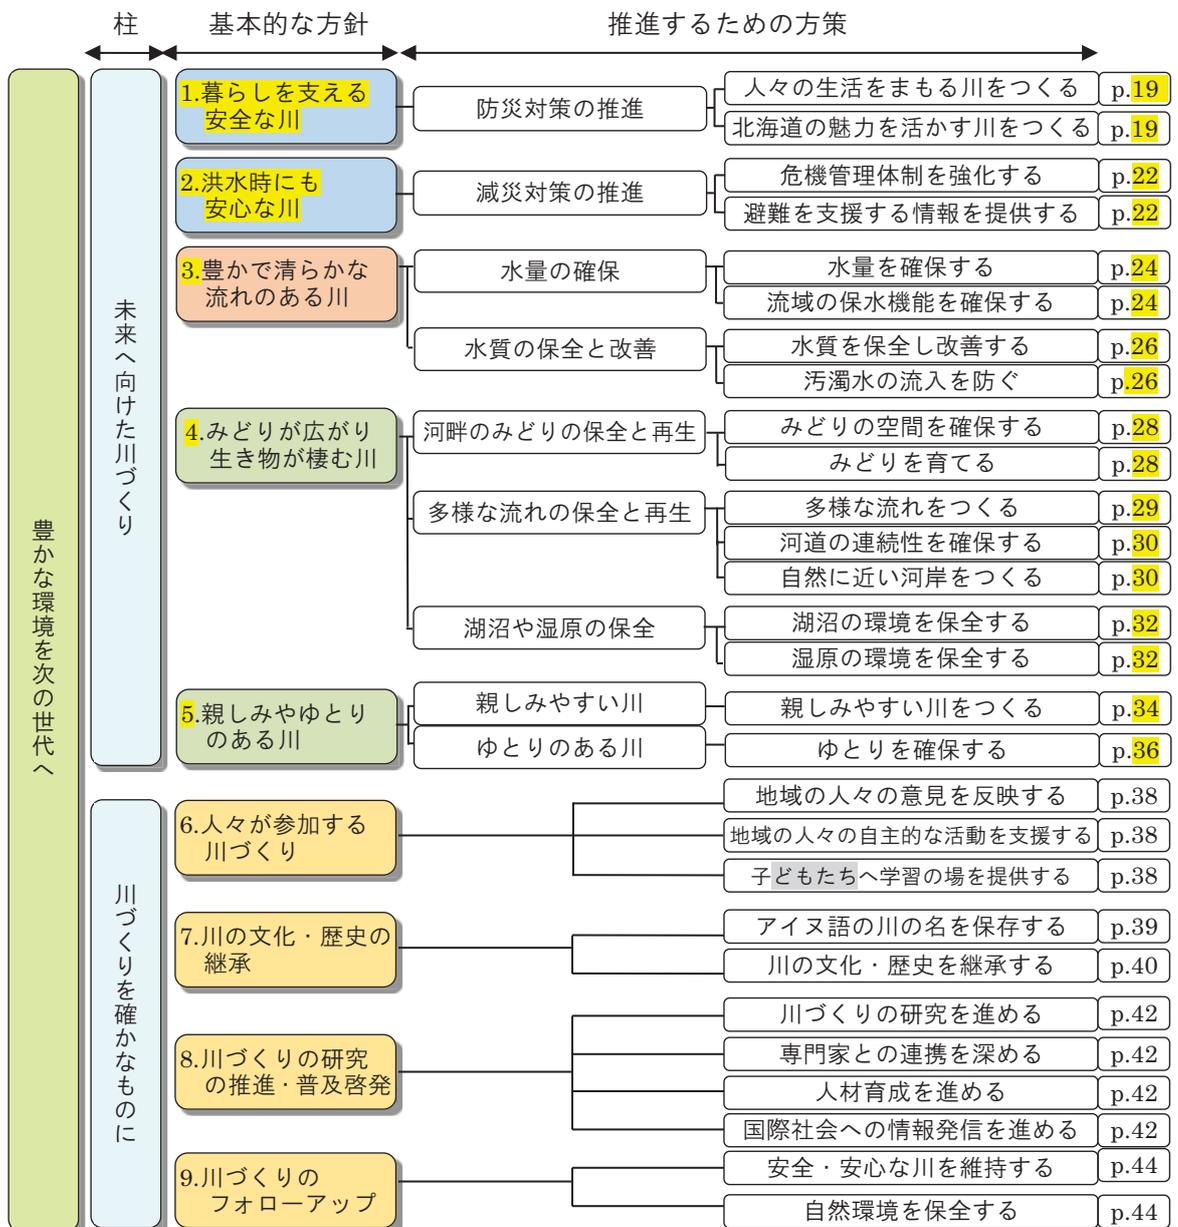 柱
基本的な方針
推進するための方策
豊かな環境を次の世代へ
未来へ向けた川づくり
1.暮らしを支える
安全な川
防災対策の推進
人々の生活をまもる川をつくる
p.19
北海道の魅力を活かす川をつくる
p.19
2.洪水時にも
安心な川
減災対策の推進
危機管理体制を強化する
p.22
避難を支援する情報を提供する
p.22
3.豊かで清らかな
流れのある川
水量の確保
水量を確保する
p.24
流域の保水機能を確保する
p.24
水質の保全と改善
水質を保全し改善する
p.26
汚濁水の流入を防ぐ
p.26
4.みどりが広がり
生き物が棲む川
河畔のみどりの保全と再生
みどりの空間を確保する
p.28
みどりを育てる
p.28
多様な流れの保全と再生
多様な流れをつくる
p.29
河道の連続性を確保する
p.30
自然に近い河岸をつくる
p.30
湖沼や湿原の保全
湖沼の環境を保全する
p.32
湿原の環境を保全する
p.32
5.親しみやゆとり
のある川
親しみやすい川
親しみやすい川をつくる
p.34
ゆとりのある川
ゆとりを確保する
p.36
川づくりを確かなものに
6.人々が参加する
川づくり
地域の人々の意見を反映する
p.38
地域の人々の自主的な活動を支援する
p.38
子どもたちへ学習の場を提供する
p.38
7.川の文化・歴史の
継承
アイヌ語の川の名を保存する
p.39
川の文化・歴史を継承する
p.40
8.川づくりの研究
の推進・普及啓発
川づくりの研究を進める
p.42
専門家との連携を深める
p.42
人材育成を進める
p.42
国際社会への情報発信を進める
p.42
9.川づくりの
フォローアップ
安全・安心な川を維持する
p.44
自然環境を保全する
p.44